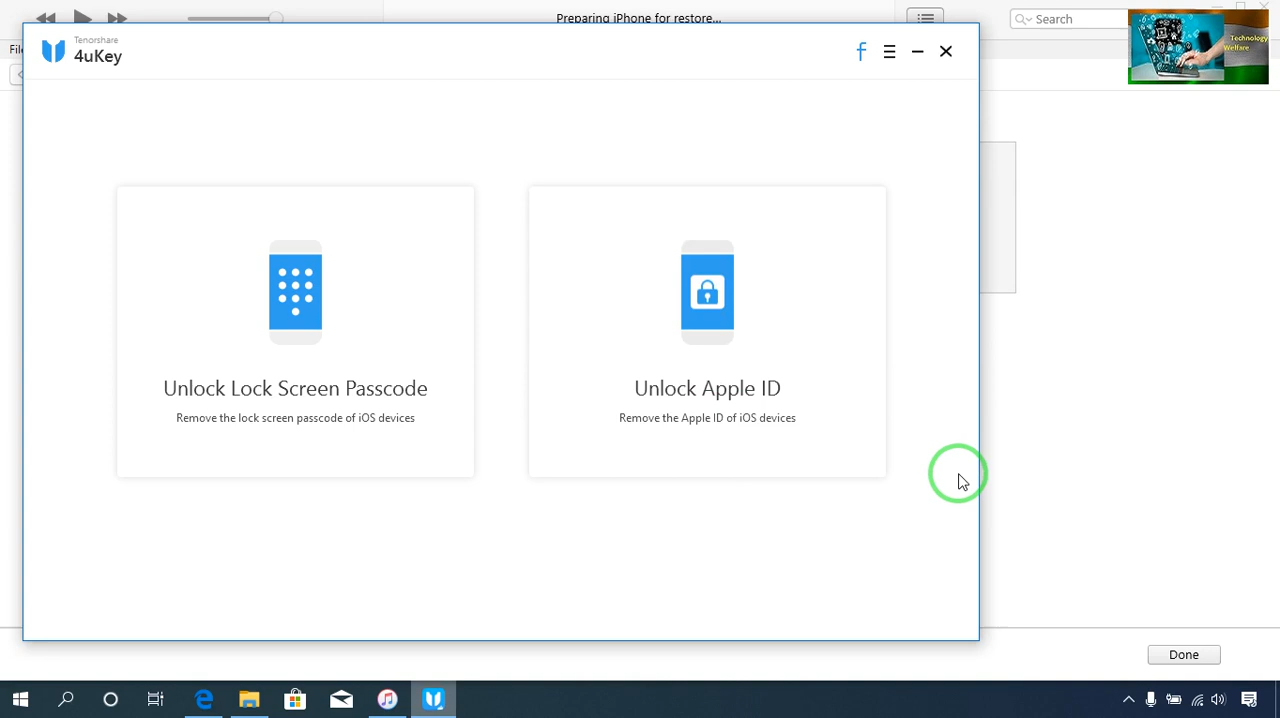 Preparing iPhone for restore...
Search
Technology
Welfare
Tenorshare
4uKey
Fil
Unlock Lock Screen Passcode
Remove the lock screen passcode of iOS devices
Unlock Apple ID
Remove the Apple ID of iOS devices
Done